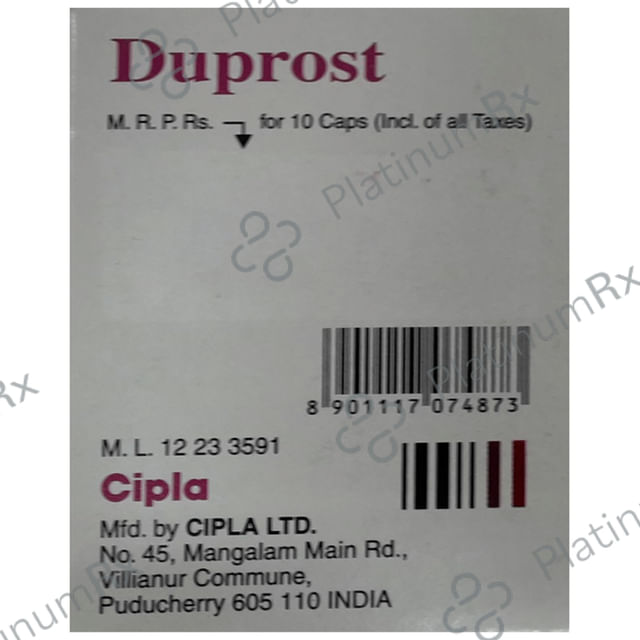 Duprost
M. R. P. Rs. for 10 Caps (Incl. of all Taxes)
PlatinumRx
8 901117 074873
M. L. 12 23 3591
Cipla
Mfd. by CIPLA LTD.
No. 45, Mangalam Main Rd.,
Villianur Commune,
Puducherry 605 110 INDIA